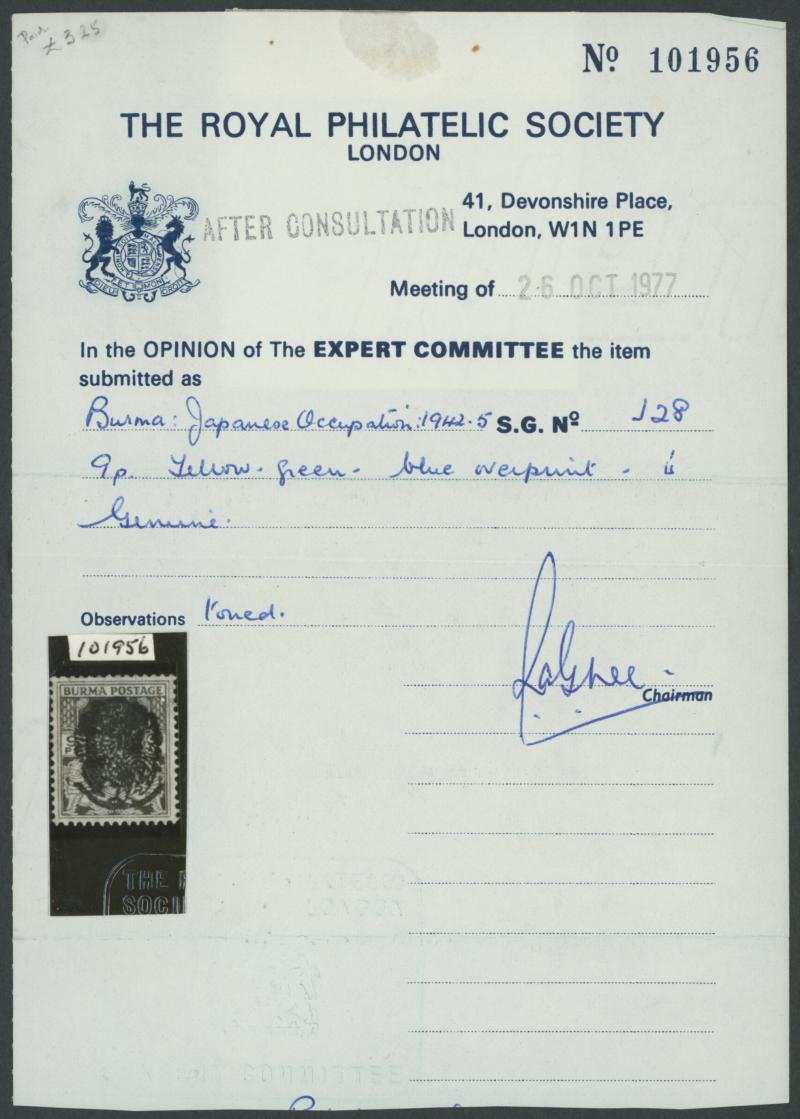 Paid
£325
Nº 101956
THE ROYAL PHILATELIC SOCIETY
LONDON
AFTER CONSULTATION
41, Devonshire Place,
London, W1N 1PE
Meeting of 26 OCT 1977
In the OPINION of The EXPERT COMMITTEE the item
submitted as
Burma: Japanese Occupation: 1942-5 S.G. Nº J28
9p. Yellow-green - blue overprint - is
Genuine.
Observations Toned.
Chairman
101956
BURMA POSTAGE
THE
SOCI